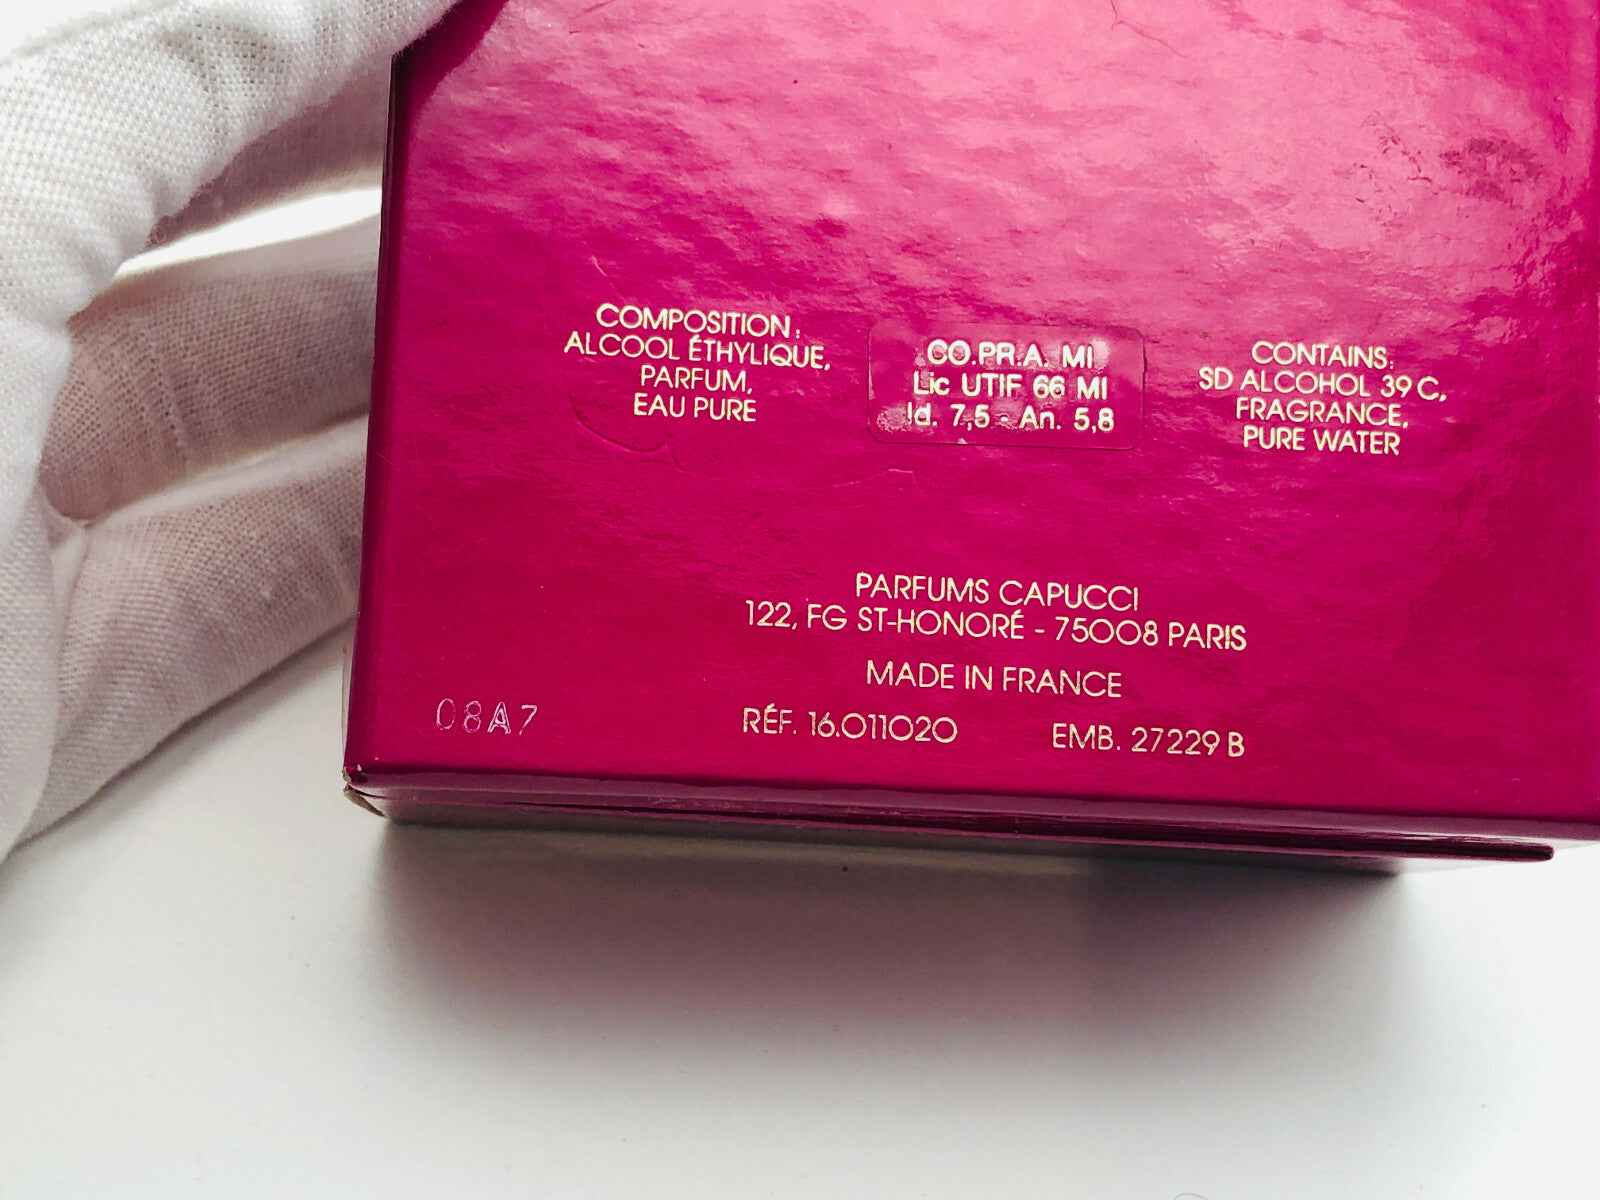 COMPOSITION:
ALCOOL ÉTHYLIQUE,
PARFUM,
EAU PURE
CO.PR.A. MI
Lic UTIF 66 MI
Id. 7,5 - An. 5,8
CONTAINS:
SD ALCOHOL 39 C,
FRAGRANCE,
PURE WATER
PARFUMS CAPUCCI
122, FG ST-HONORÉ - 75008 PARIS
MADE IN FRANCE
RÉF. 16.011020 EMB. 27229 B
08A7